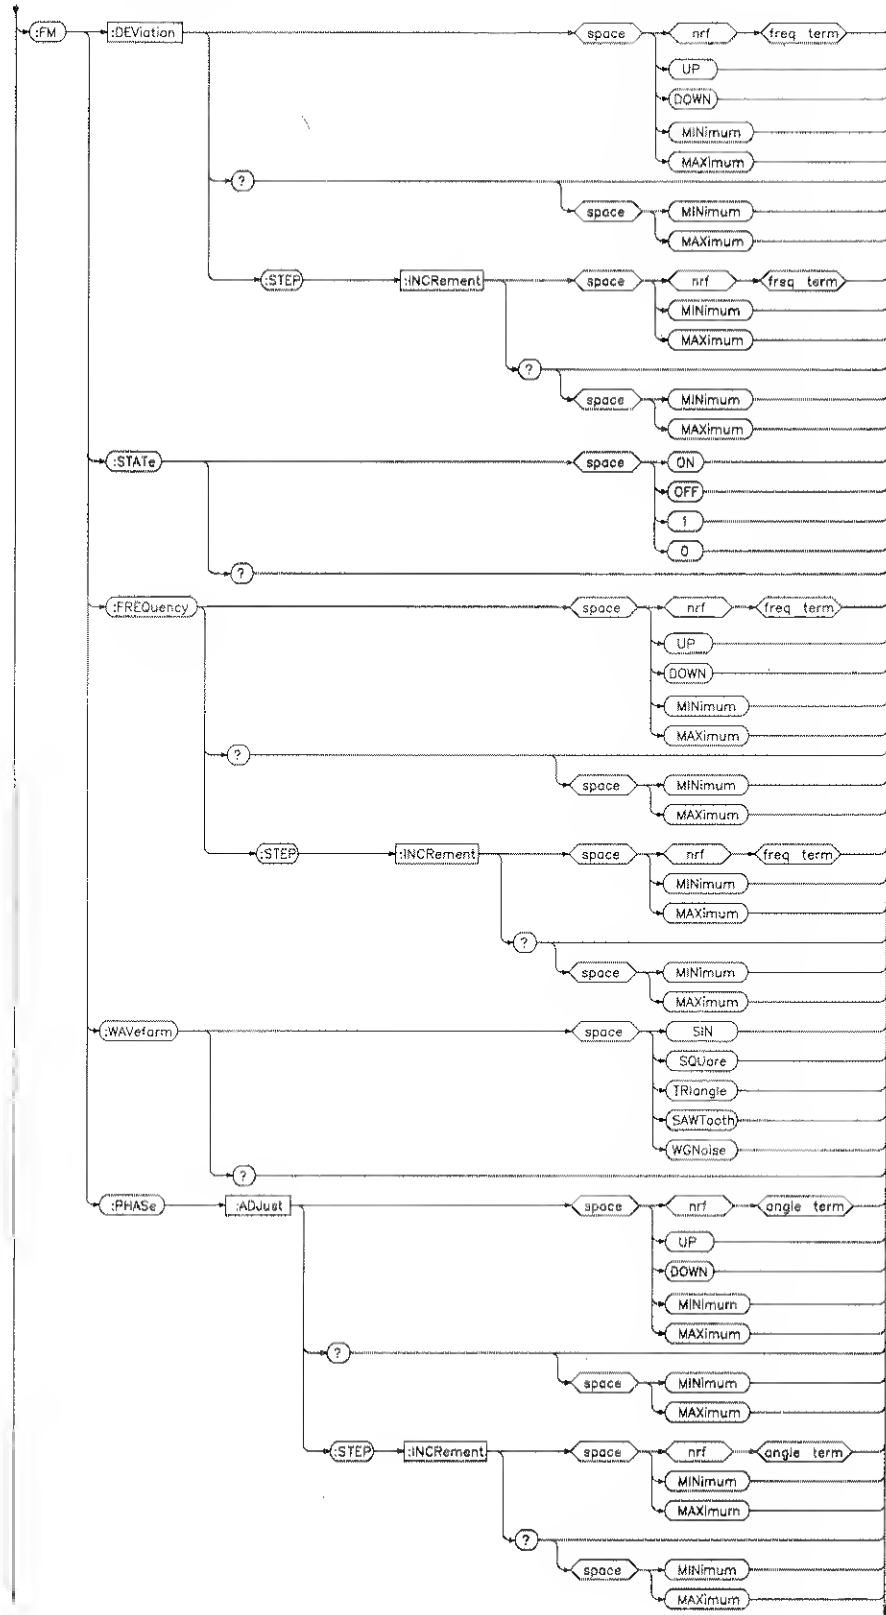 :FM :DEViation space nrf freq term
UP
DOWN
MINimum
MAXimum
?
space MINimum
MAXimum
:STEP :INCRement space nrf freq term
MINimum
MAXimum
?
space MINimum
MAXimum
:STATe space ON
OFF
1
0
?
:FREQuency space nrf freq term
UP
DOWN
MINimum
MAXimum
?
space MINimum
MAXimum
:STEP :INCRement space nrf freq term
MINimum
MAXimum
?
space MINimum
MAXimum
:WAVeform space SIN
SQUare
TRIangle
SAWTooth
WGNoise
?
:PHASe :ADJust space nrf angle term
UP
DOWN
MINimum
MAXimum
?
space MINimum
MAXimum
:STEP :INCRement space nrf angle term
MINimum
MAXimum
?
space MINimum
MAXimum